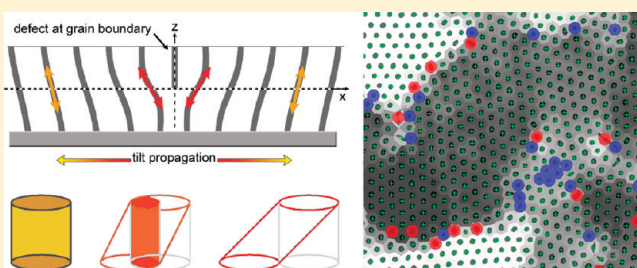 defect at grain boundary
z
x
tilt propagation